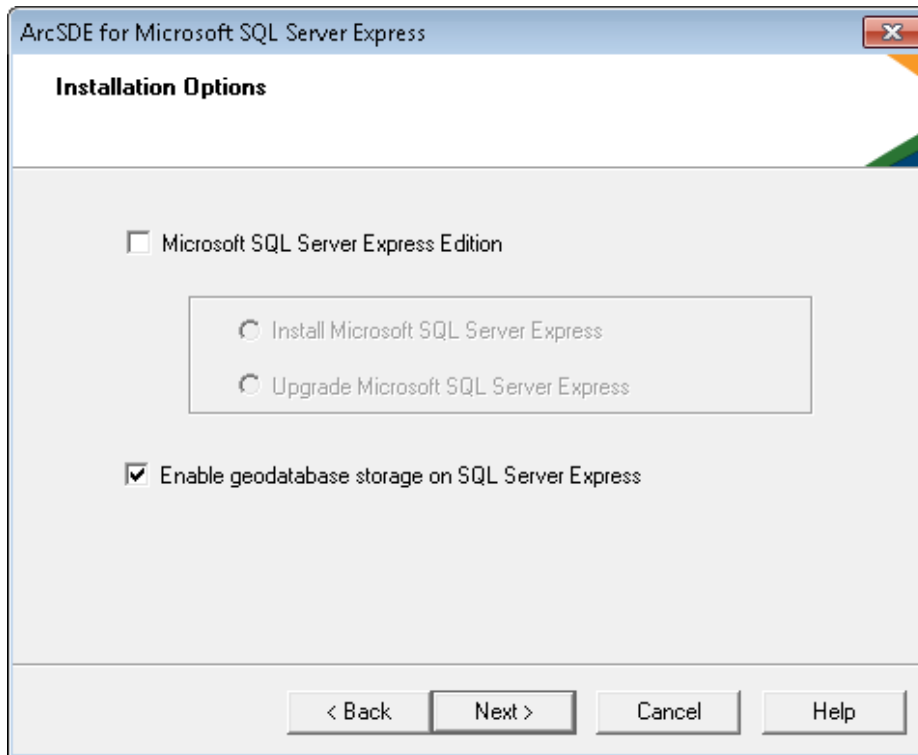 ArcSDE for Microsoft SQL Server Express
Installation Options
Microsoft SQL Server Express Edition
Install Microsoft SQL Server Express
Upgrade Microsoft SQL Server Express
Enable geodatabase storage on SQL Server Express
< Back Next > Cancel Help